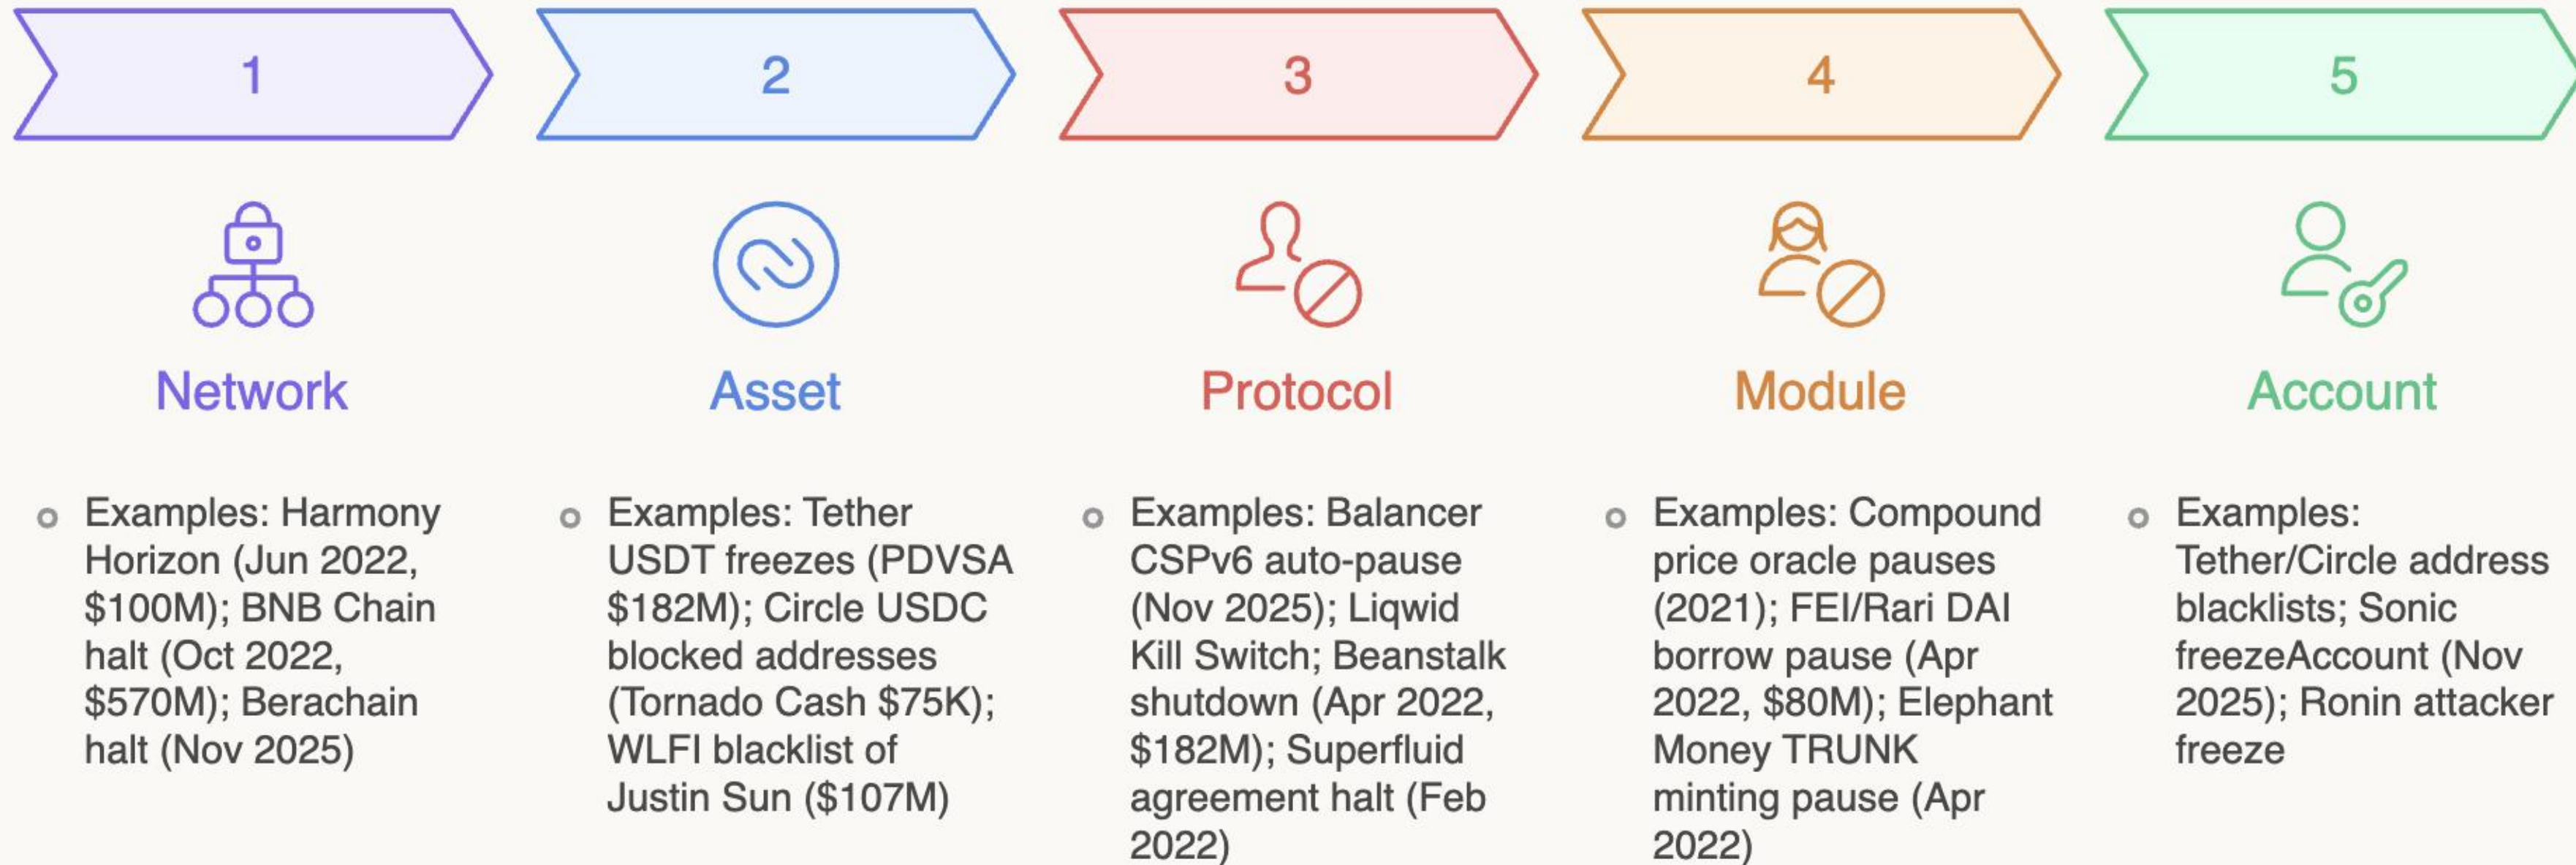 1
2
3
4
5
Network
Asset
Protocol
Module
Account
Examples: Harmony
Horizon (Jun 2022,
$100M); BNB Chain
halt (Oct 2022,
$570M); Berachain
halt (Nov 2025)
Examples: Tether
USDT freezes (PDVSA
$182M); Circle USDC
blocked addresses
(Tornado Cash $75K);
WLFI blacklist of
Justin Sun ($107M)
Examples: Balancer
CSPv6 auto-pause
(Nov 2025); Liqwid
Kill Switch; Beanstalk
shutdown (Apr 2022,
$182M); Superfluid
agreement halt (Feb
2022)
Examples: Compound
price oracle pauses
(2021); FEI/Rari DAI
borrow pause (Apr
2022, $80M); Elephant
Money TRUNK
minting pause (Apr
2022)
Examples:
Tether/Circle address
blacklists; Sonic
freezeAccount (Nov
2025); Ronin attacker
freeze